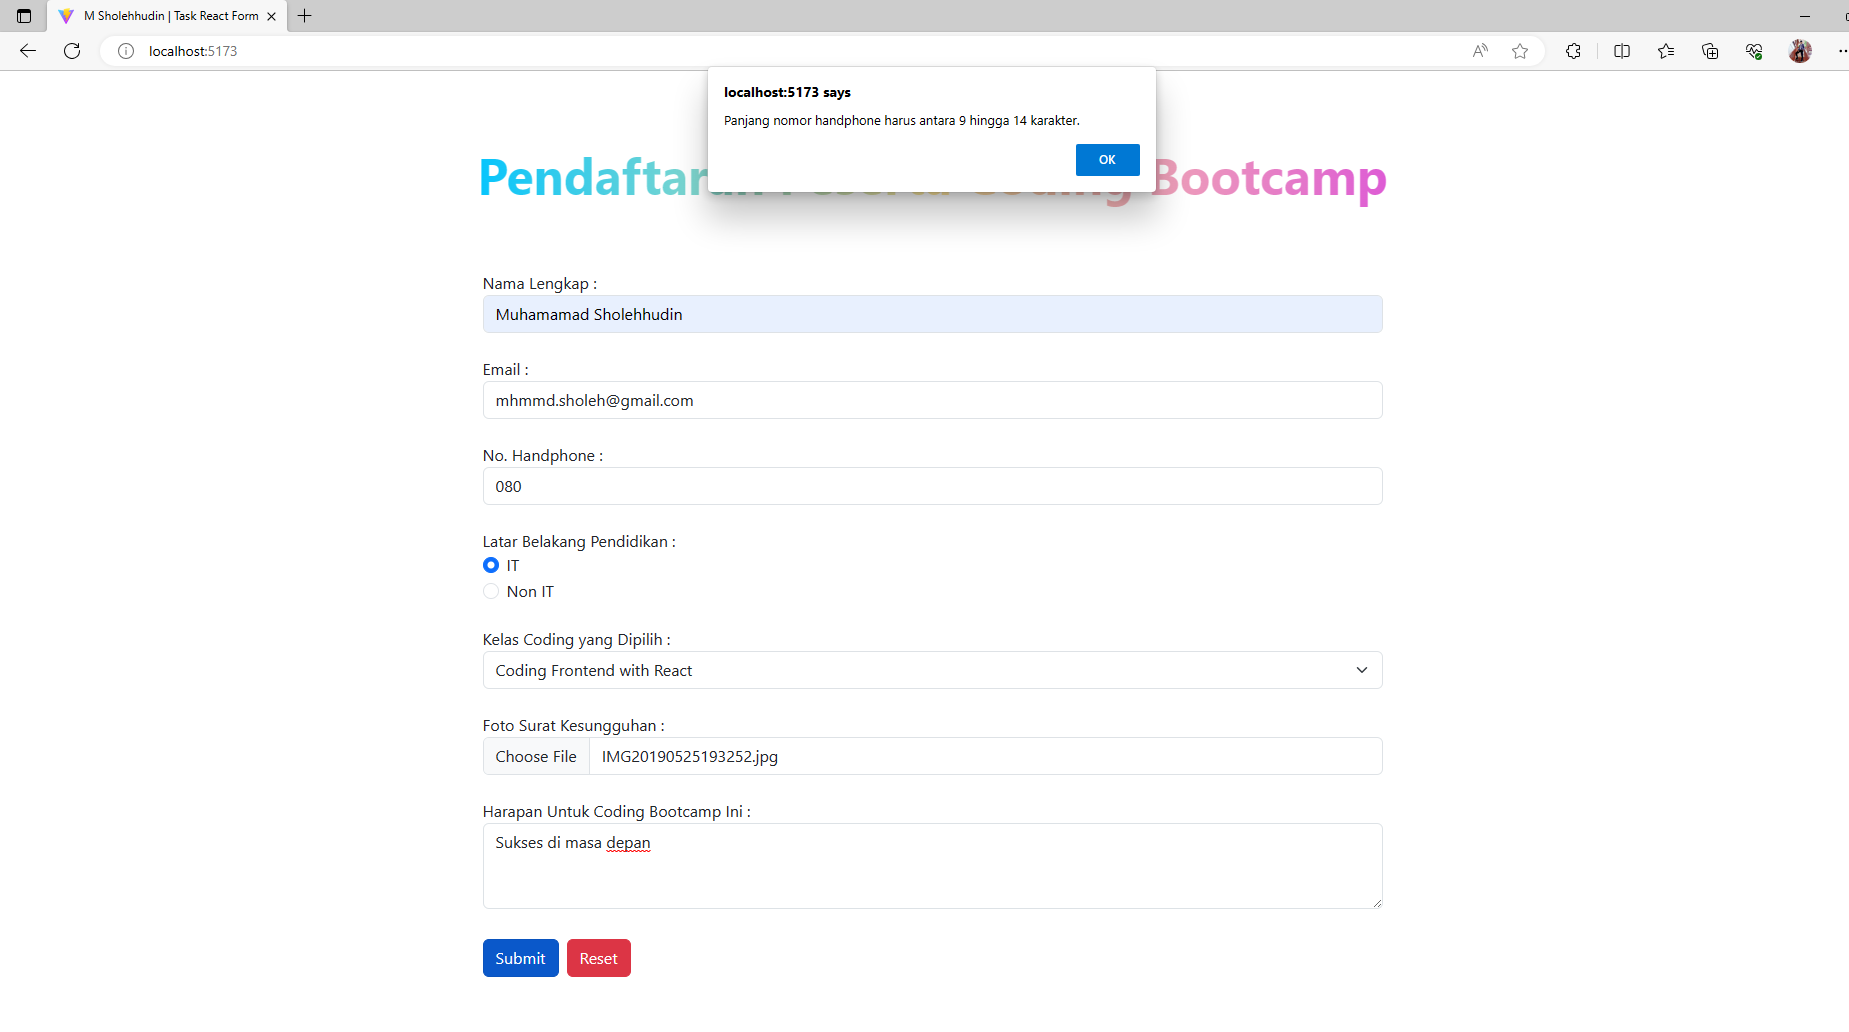 M Sholehhudin | Task React Form
localhost:5173
localhost:5173 says
Panjang nomor handphone harus antara 9 hingga 14 karakter.
OK
Pendaftaran Peserta Coding Bootcamp
Nama Lengkap :
Muhamamad Sholehhudin
Email :
mhmmd.sholeh@gmail.com
No. Handphone :
080
Latar Belakang Pendidikan :
IT
Non IT
Kelas Coding yang Dipilih :
Coding Frontend with React
Foto Surat Kesungguhan :
Choose File IMG20190525193252.jpg
Harapan Untuk Coding Bootcamp Ini :
Sukses di masa depan
Submit Reset